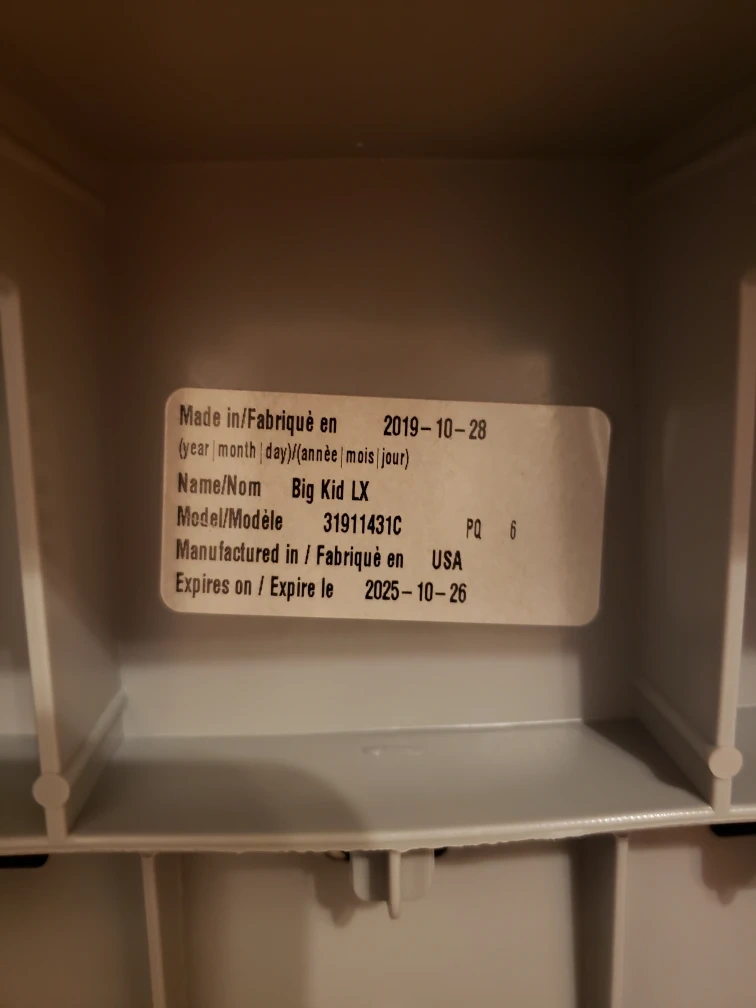 Made in/Fabriquè en 2019-10-28
(year|month|day)/(annèe|mois|jour)
Name/Nom Big Kid LX
Model/Modèle 31911431C PQ 6
Manufactured in / Fabriquè en USA
Expires on / Expire le 2025-10-26